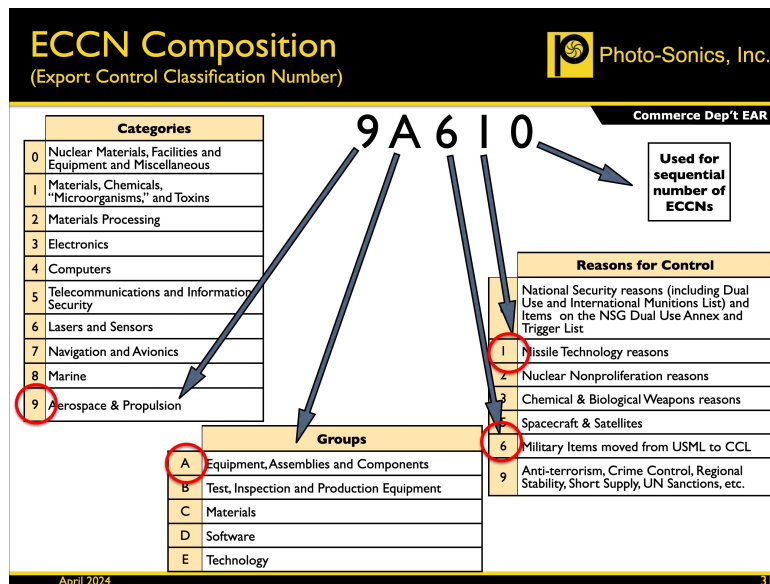 ECCN Composition
(Export Control Classification Number)
Photo-Sonics, Inc.
Commerce Dep't EAR
9A610
Used for
sequential
number of
ECCNs
Categories
0 Nuclear Materials, Facilities and
Equipment and Miscellaneous
1 Materials, Chemicals,
“Microorganisms,” and Toxins
2 Materials Processing
3 Electronics
4 Computers
5 Telecommunications and Information
Security
6 Lasers and Sensors
7 Navigation and Avionics
8 Marine
9 Aerospace & Propulsion
Groups
A Equipment, Assemblies and Components
B Test, Inspection and Production Equipment
C Materials
D Software
E Technology
Reasons for Control
National Security reasons (including Dual
Use and International Munitions List) and
Items on the NSG Dual Use Annex and
Trigger List
1 Missile Technology reasons
2 Nuclear Nonproliferation reasons
3 Chemical & Biological Weapons reasons
5 Spacecraft & Satellites
6 Military Items moved from USML to CCL
9 Anti-terrorism, Crime Control, Regional
Stability, Short Supply, UN Sanctions, etc.
April 2024
3